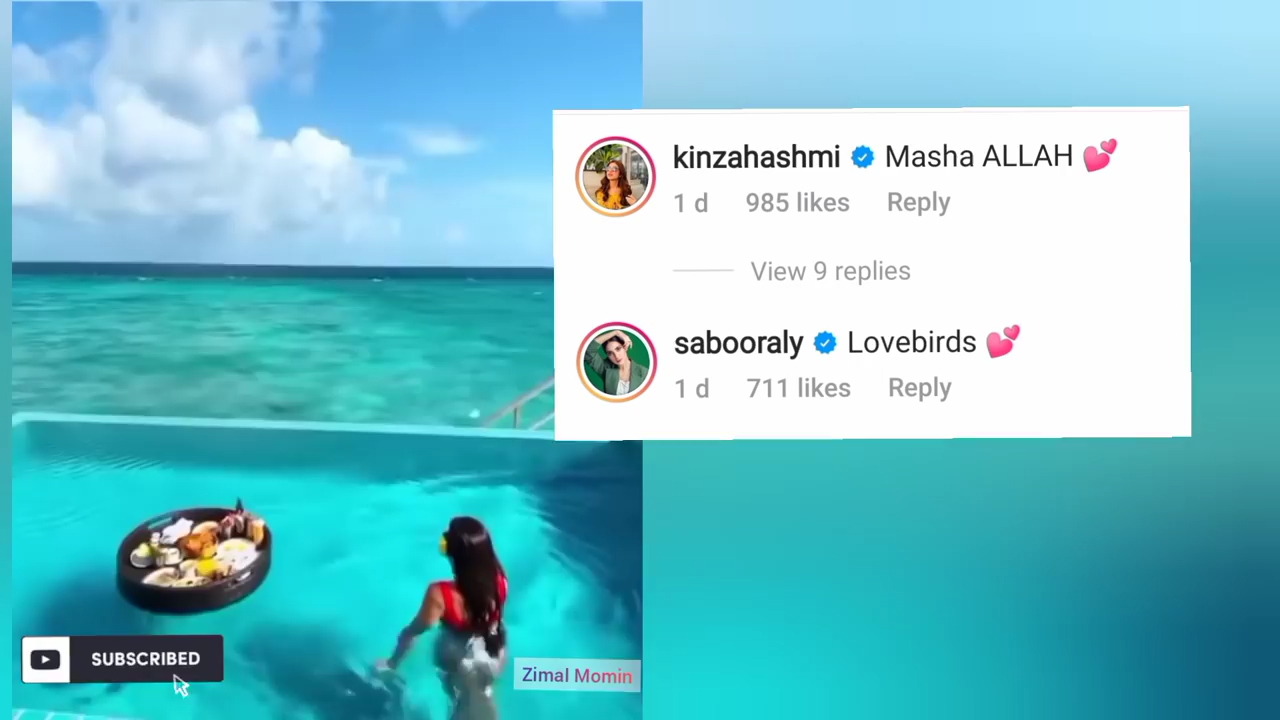 kinzahashmi Masha ALLAH 💕
1 d 985 likes Reply
View 9 replies
sabooraly Lovebirds 💕
1 d 711 likes Reply
SUBSCRIBED
Zimal Momin